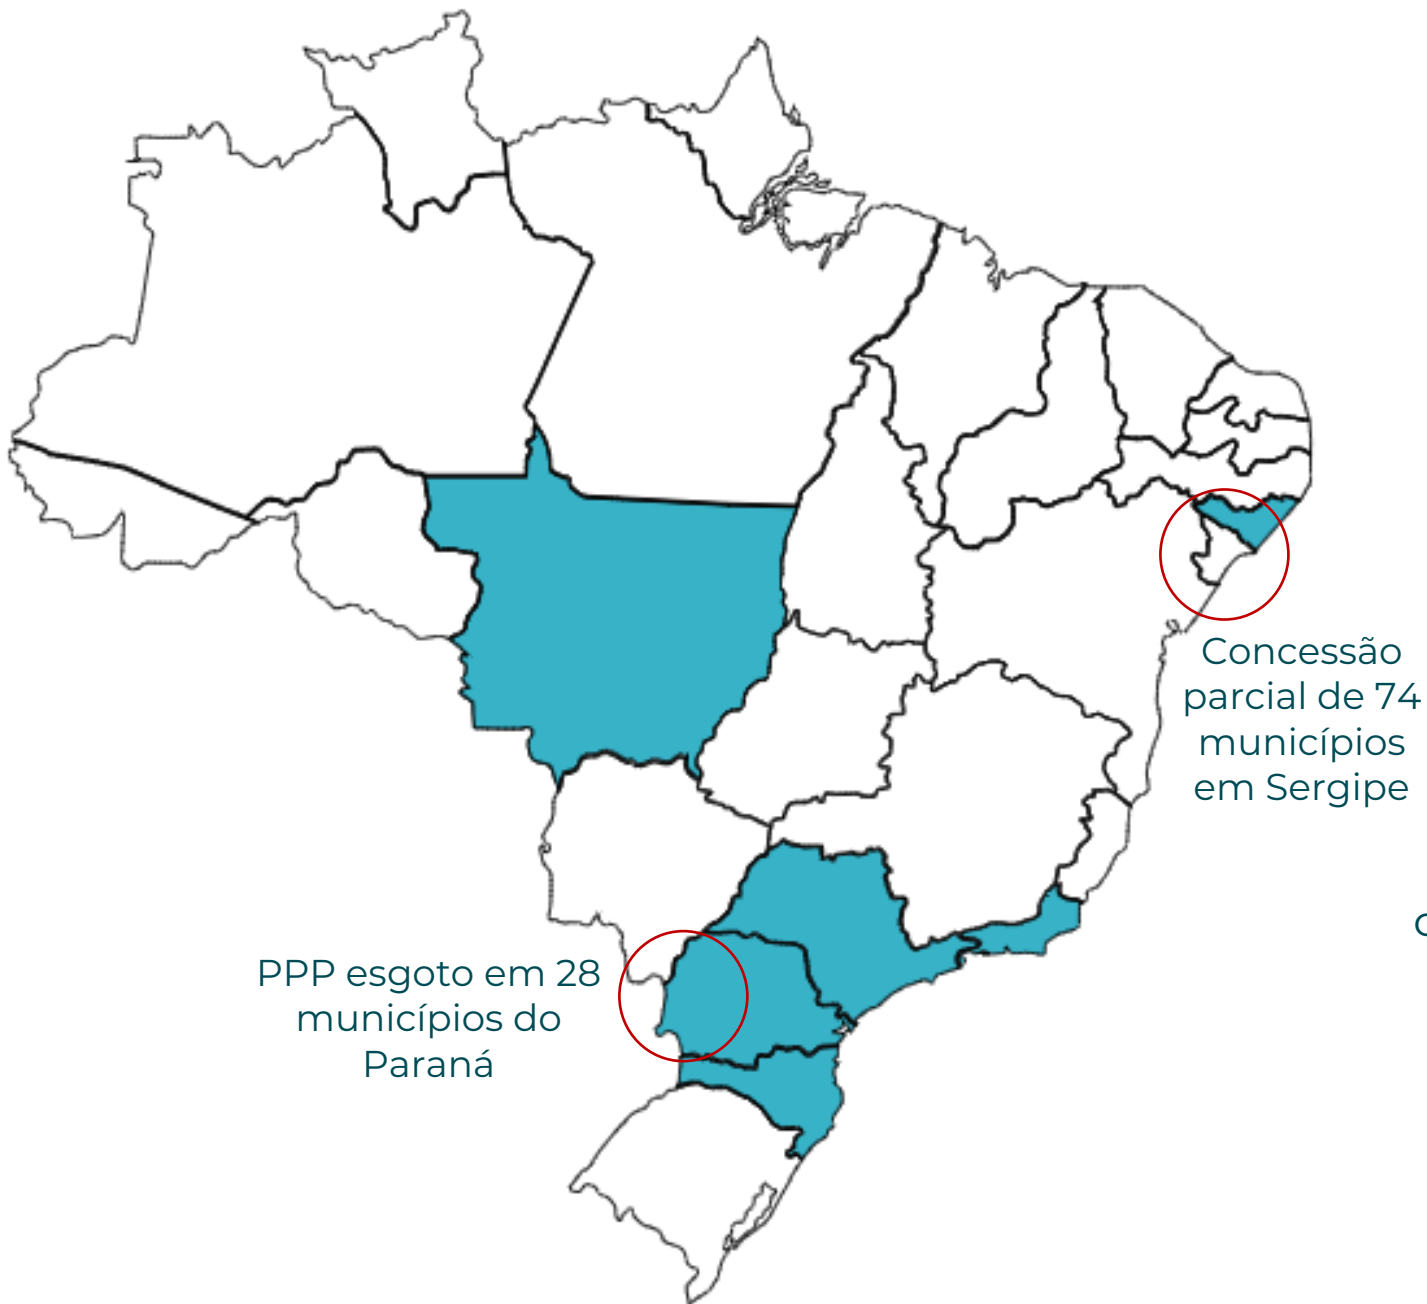 Concessão
parcial de 74
municípios
em Sergipe
PPP esgoto em 28
municípios do
Paraná